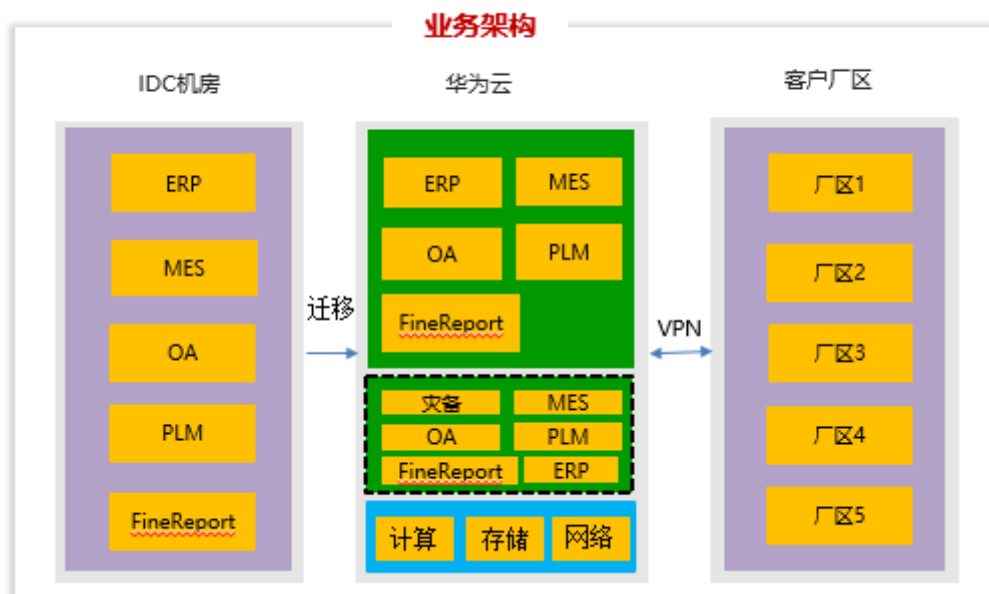 业务架构
IDC机房
华为云
客户厂区
ERP
MES
OA
PLM
FineReport
迁移
ERP
MES
OA
PLM
FineReport
灾备
MES
OA
PLM
FineReport
ERP
计算
存储
网络
VPN
厂区1
厂区2
厂区3
厂区4
厂区5